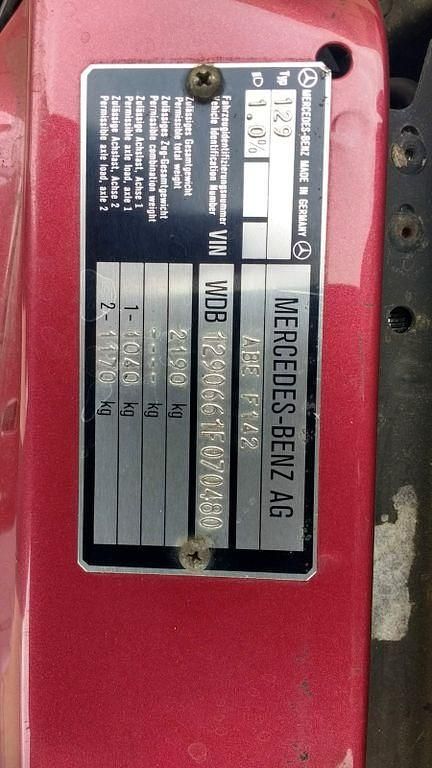 MERCEDES-BENZ MADE IN GERMANY
Typ 129
1.0%
MERCEDES-BENZ AG
ABE F142
Fahrzeugidentifizierungsnummer
Vehicle Identification Number
VIN WDB 1290661F070480
Zulässiges Gesamtgewicht
Permissible total weight
2190 kg
Zulässiges Zug-Gesamtgewicht
Permissible combination weight
---- kg
Zulässige Achslast, Achse 1
Permissible axle load, axle 1
1- 1040 kg
Zulässige Achslast, Achse 2
Permissible axle load, axle 2
2- 1170 kg